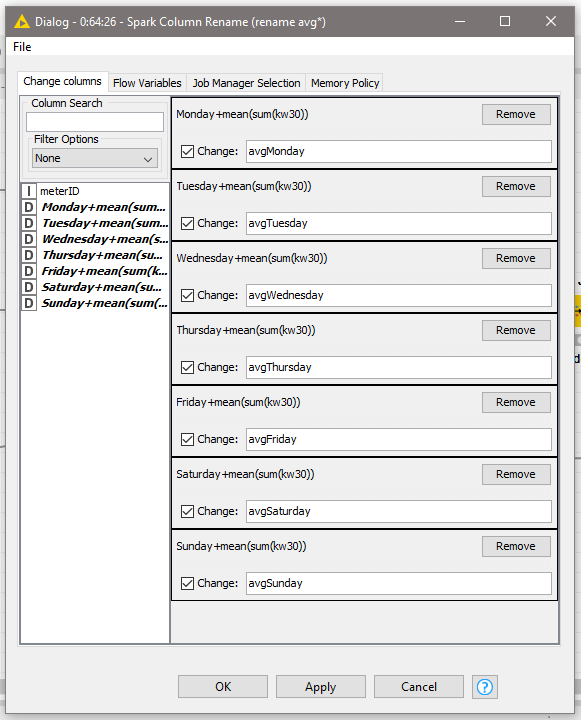 Dialog - 0:64:26 - Spark Column Rename (rename avg*)
File
Change columns Flow Variables Job Manager Selection Memory Policy
Column Search
Filter Options
None
I meterID
D Monday+mean(sum...
D Tuesday+mean(sum...
D Wednesday+mean(s...
D Thursday+mean(su...
D Friday+mean(sum(k...
D Saturday+mean(su...
D Sunday+mean(sum(...
Monday+mean(sum(kw30)) Remove
Change: avgMonday
Tuesday+mean(sum(kw30)) Remove
Change: avgTuesday
Wednesday+mean(sum(kw30)) Remove
Change: avgWednesday
Thursday+mean(sum(kw30)) Remove
Change: avgThursday
Friday+mean(sum(kw30)) Remove
Change: avgFriday
Saturday+mean(sum(kw30)) Remove
Change: avgSaturday
Sunday+mean(sum(kw30)) Remove
Change: avgSunday
OK Apply Cancel ?